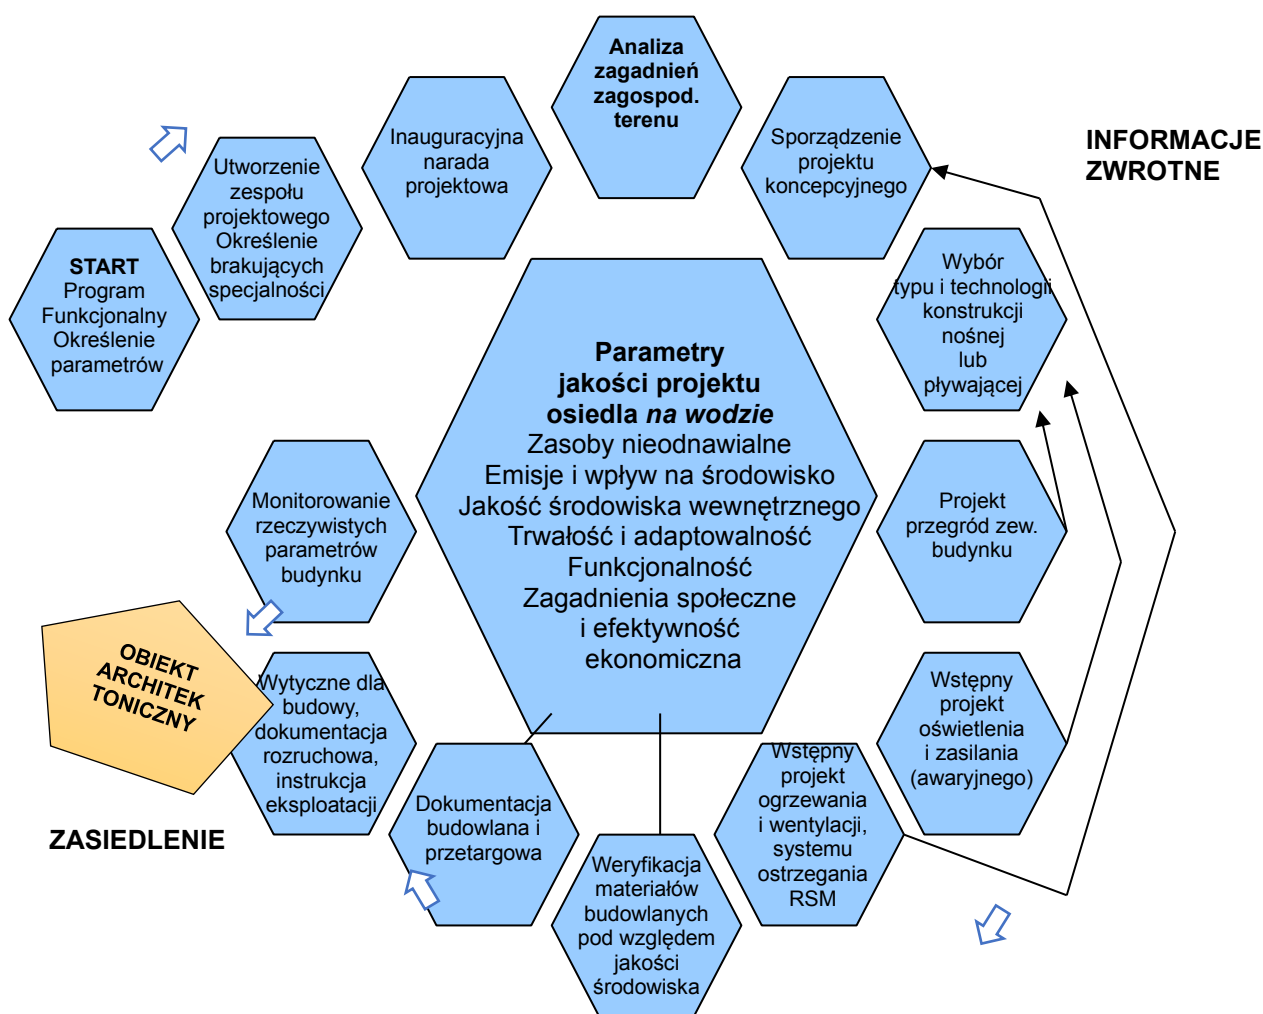 START
Program
Funkcjonalny
Określenie
parametrów
Utworzenie
zespołu
projektowego
Określenie
brakujących
specjalności
Inauguracyjna
narada
projektowa
Analiza
zagadnień
zagospod.
terenu
Sporządzenie
projektu
koncepcyjnego
INFORMACJE
ZWROTNE
Wybór
typu i technologii
konstrukcji
nośnej
lub
pływającej
Projekt
przegród zew.
budynku
Wstępny
projekt
oświetlenia
i zasilania
(awaryjnego)
Wstępny
projekt
ogrzewania
i wentylacji,
systemu
ostrzegania
RSM
Weryfikacja
materiałów
budowlanych
pod względem
jakości
środowiska
Dokumentacja
budowlana i
przetargowa
Wytyczne dla
budowy,
dokumentacja
rozruchowa,
instrukcja
eksploatacji
Monitorowanie
rzeczywistych
parametrów
budynku
OBIEKT
ARCHITEK
TONICZNY
ZASIEDLENIE
Parametry
jakości projektu
osiedla na wodzie
Zasoby nieodnawialne
Emisje i wpływ na środowisko
Jakość środowiska wewnętrznego
Trwałość i adaptowalność
Funkcjonalność
Zagadnienia społeczne
i efektywność
ekonomiczna